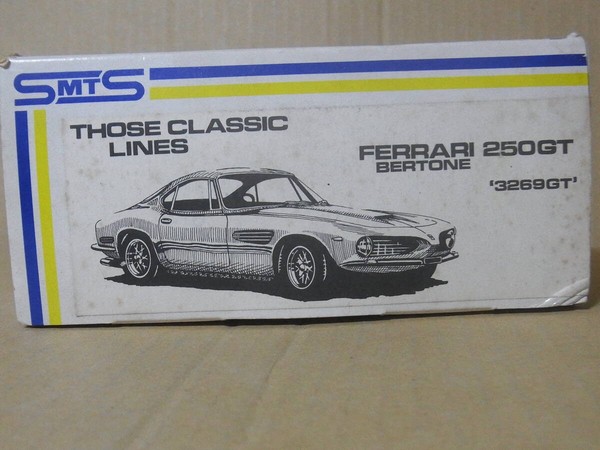 SMTS
THOSE CLASSIC
LINES
FERRARI 250GT
BERTONE
'3269GT'